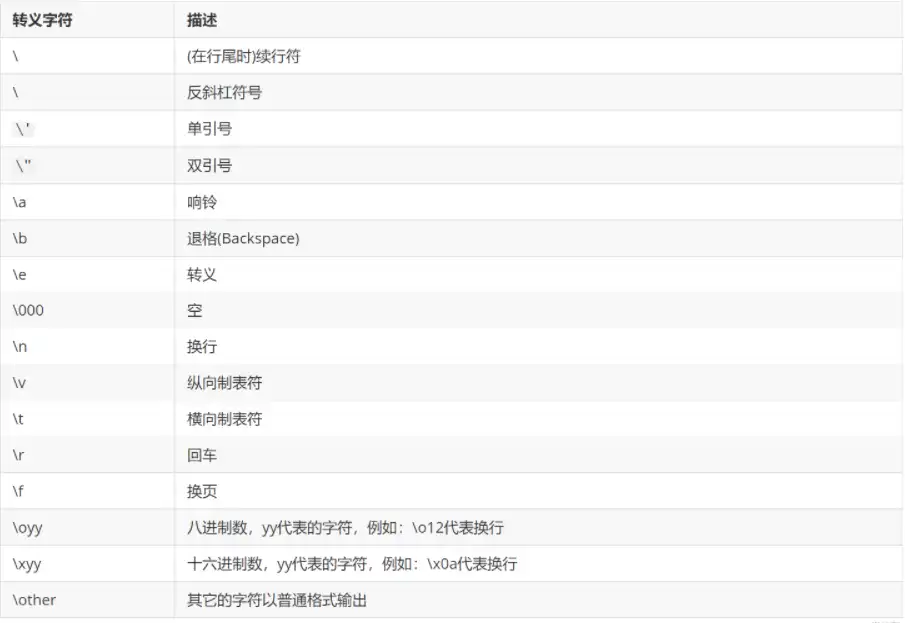 转义字符 描述
\ (在行尾时)续行符
\ 反斜杠符号
\' 单引号
\" 双引号
\a 响铃
\b 退格(Backspace)
\e 转义
\000 空
\n 换行
\v 纵向制表符
\t 横向制表符
\r 回车
\f 换页
\oyy 八进制数，yy代表的字符，例如：\o12代表换行
\xyy 十六进制数，yy代表的字符，例如：\x0a代表换行
\other 其它的字符以普通格式输出